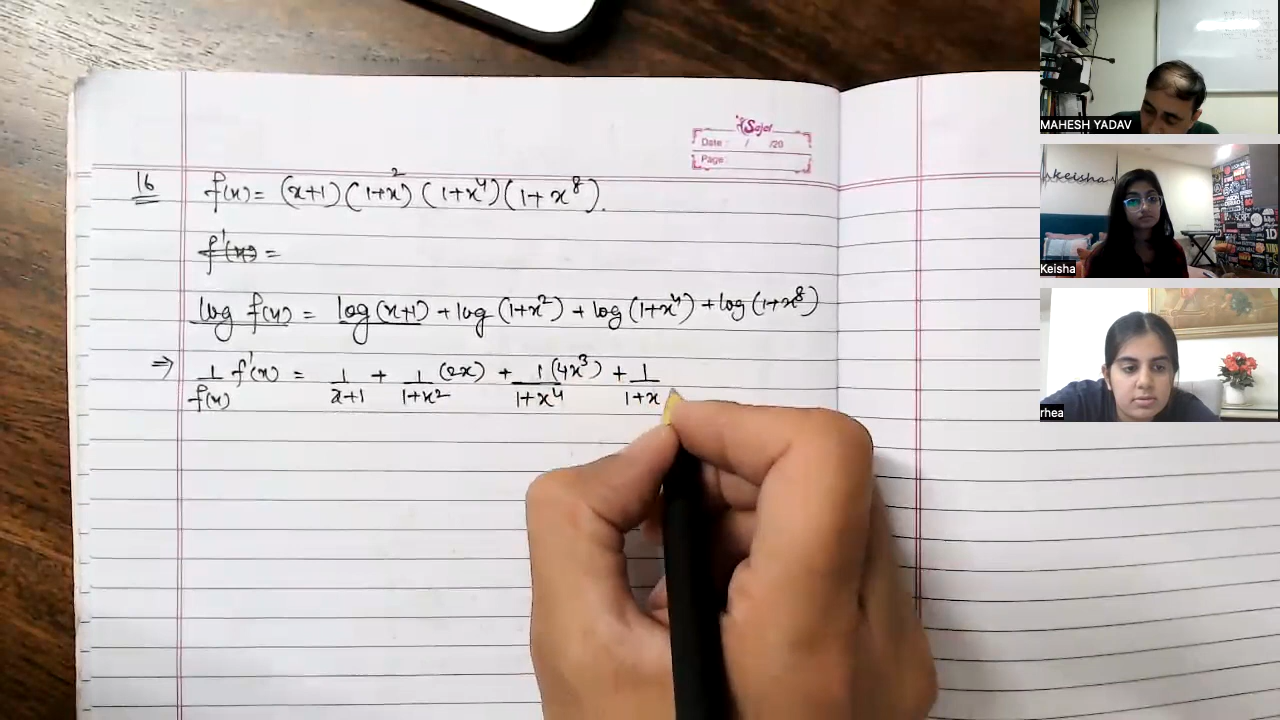 Sajal
Date : / /20
Page:
16 f(x) = (x+1) (1+x²) (1+x⁴) (1+x⁸).
f'(x) =
log f(x) = log (x+1) + log (1+x²) + log (1+x⁴) + log (1+x⁸)
⇒ 1/f(x) f'(x) = 1/x+1 + 1/1+x² (2x) + 1/1+x⁴ (4x³) + 1/1+x
MAHESH YADAV
keisha
Keisha
rhea